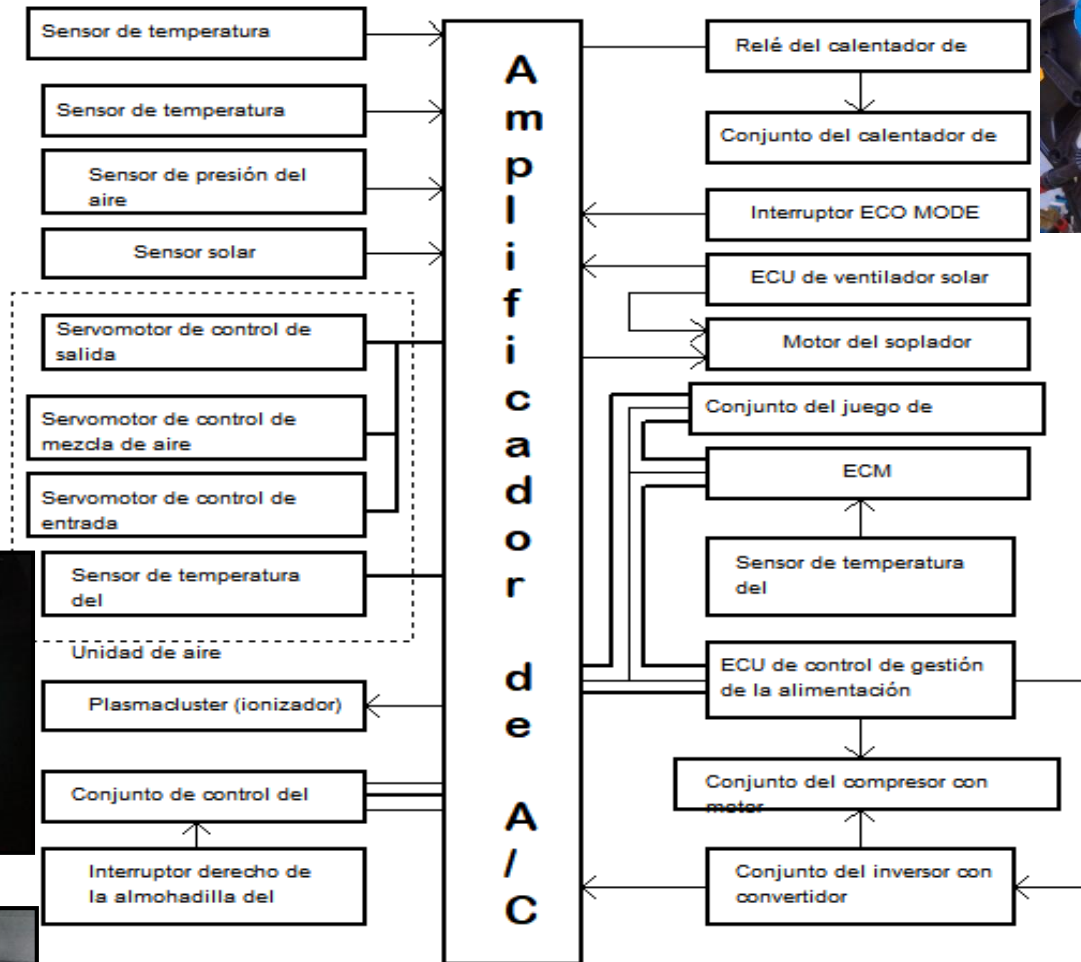 Sensor de temperatura
Sensor de temperatura
Sensor de presión del
aire
Sensor solar
Servomotor de control de
salida
Servomotor de control de
mezcla de aire
Servomotor de control de
entrada
Sensor de temperatura
del
Unidad de aire
Plasmacluster (ionizador)
Conjunto de control del
Interruptor derecho de
la almohadilla del
Amplificador de A/C
Relé del calentador de
Conjunto del calentador de
Interruptor ECO MODE
ECU de ventilador solar
Motor del soplador
Conjunto del juego de
ECM
Sensor de temperatura
del
ECU de control de gestión
de la alimentación
Conjunto del compresor con
motor
Conjunto del inversor con
convertidor